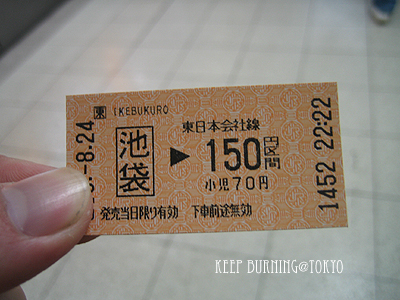 東 IKEBUKURO
-8.24
池袋 ▶ 東日本会社線 150円区間
小児70円
発売当日限り有効 下車前途無効
1452 22:22
KEEP BURNING@TOKYO